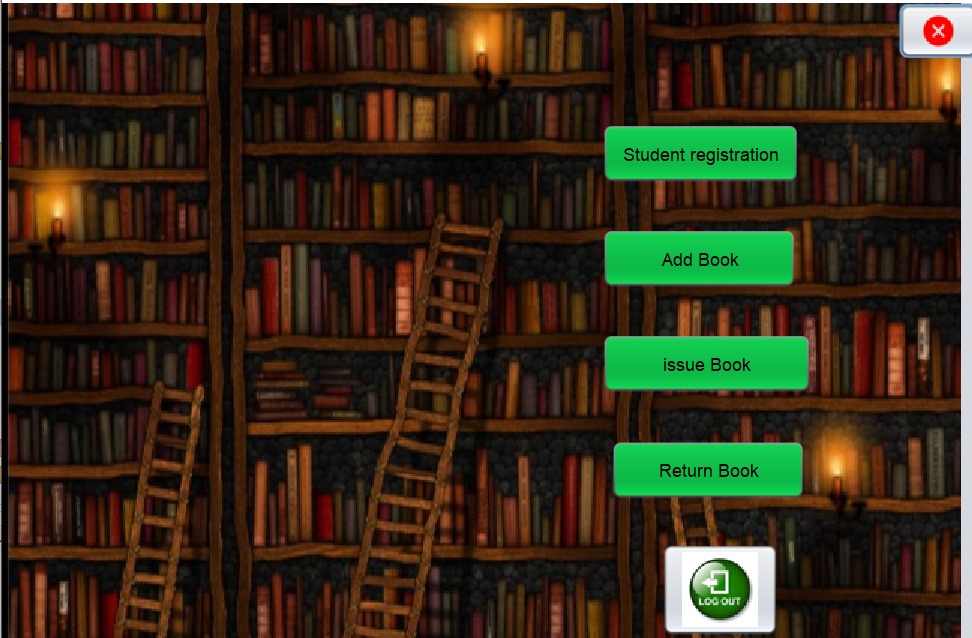 Student registration
Add Book
issue Book
Return Book
LOG OUT